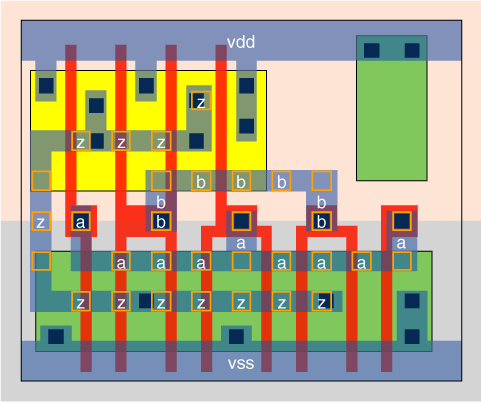 vdd
z
z z z
b b b
b b
z a b
a a
a a a a a a a
z z z z z z z
vss